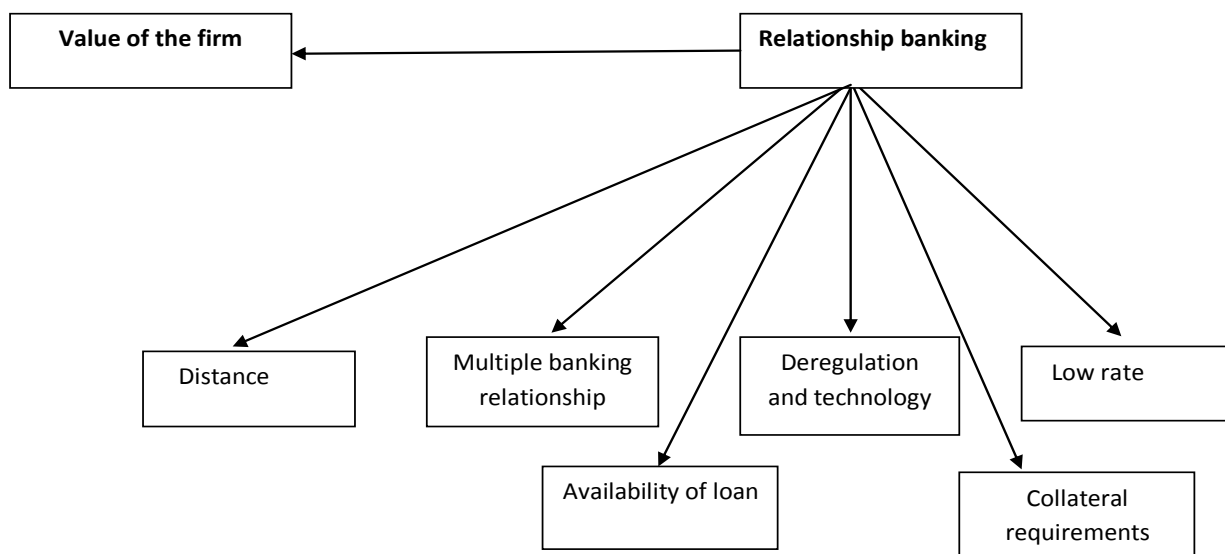 Value of the firm
Relationship banking
Distance
Multiple banking
relationship
Deregulation
and technology
Low rate
Availability of loan
Collateral
requirements